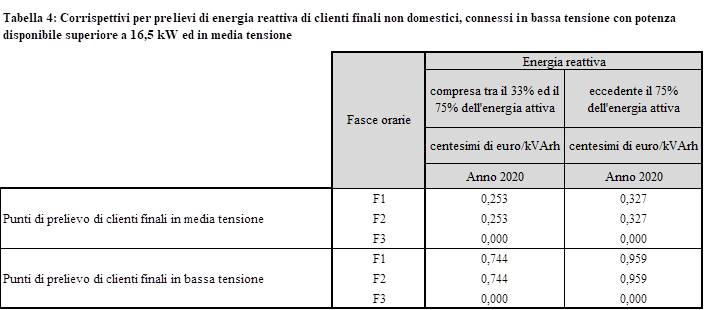 Tabella 4: Corrispettivi per prelievi di energia reattiva di clienti finali non domestici, connessi in bassa tensione con potenza
disponibile superiore a 16,5 kW ed in media tensione
Energia reattiva
Fasce orarie
compresa tra il 33% ed il
75% dell'energia attiva
eccedente il 75%
dell'energia attiva
centesimi di euro/kVArh centesimi di euro/kVArh
Anno 2020 Anno 2020
Punti di prelievo di clienti finali in media tensione
F1 0,253 0,327
F2 0,253 0,327
F3 0,000 0,000
Punti di prelievo di clienti finali in bassa tensione
F1 0,744 0,959
F2 0,744 0,959
F3 0,000 0,000